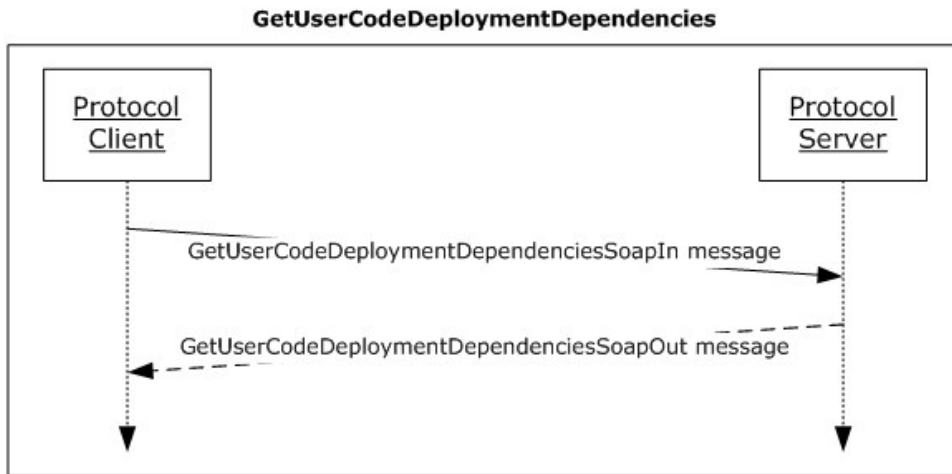 GetUserCodeDeploymentDependencies
Protocol
Client
Protocol
Server
GetUserCodeDeploymentDependenciesSoapIn message
GetUserCodeDeploymentDependenciesSoapOut message